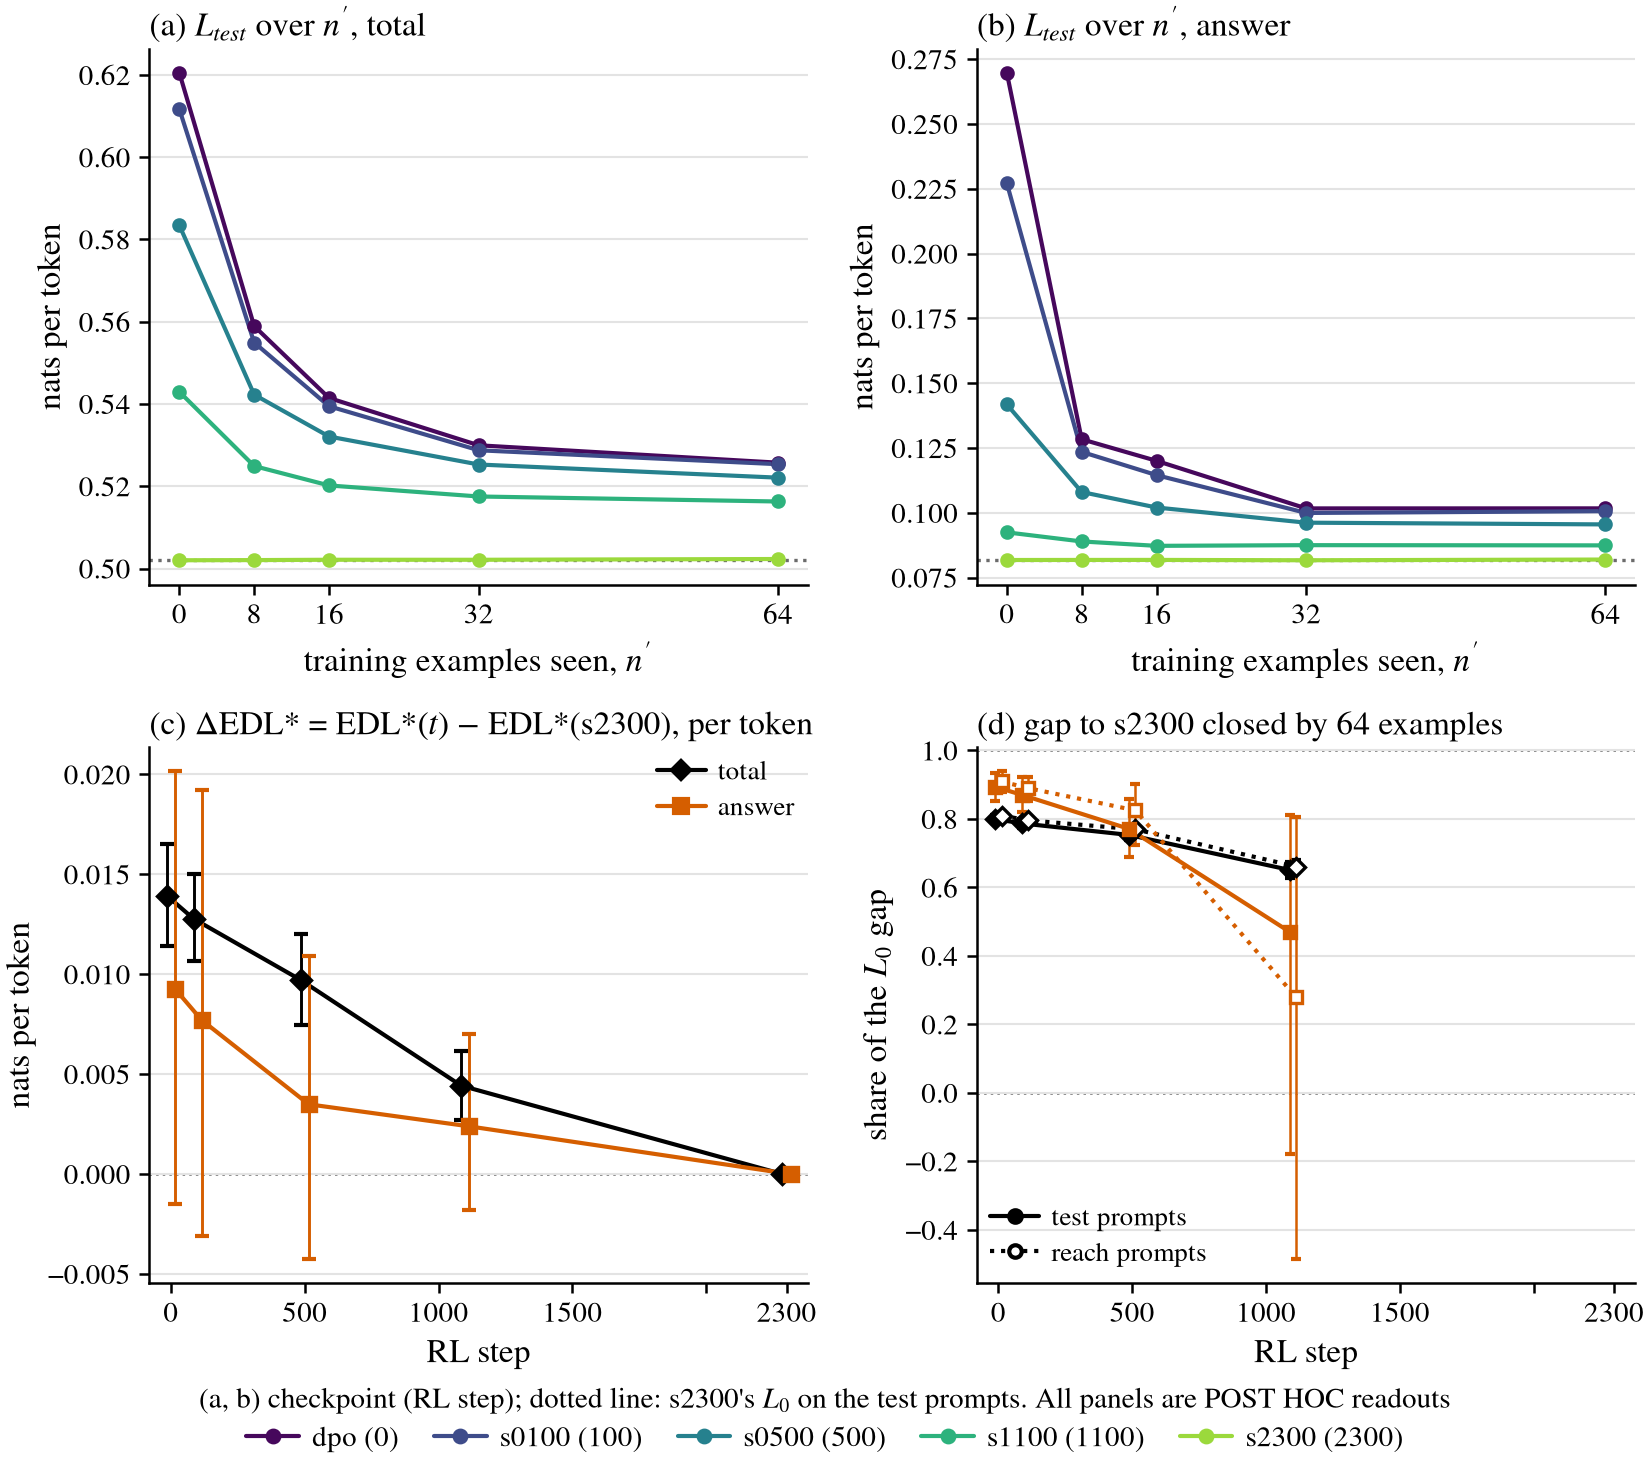 (a) L_test over n′, total
0.62
0.60
0.58
0.56
0.54
0.52
0.50
nats per token
0 8 16 32 64
training examples seen, n′
(b) L_test over n′, answer
0.275
0.250
0.225
0.200
0.175
0.150
0.125
0.100
0.075
nats per token
0 8 16 32 64
training examples seen, n′
(c) ΔEDL* = EDL*(t) − EDL*(s2300), per token
total
answer
0.020
0.015
0.010
0.005
0.000
−0.005
nats per token
0 500 1000 1500 2300
RL step
(d) gap to s2300 closed by 64 examples
1.0
0.8
0.6
0.4
0.2
0.0
−0.2
−0.4
share of the L₀ gap
test prompts
reach prompts
0 500 1000 1500 2300
RL step
(a, b) checkpoint (RL step); dotted line: s2300's L₀ on the test prompts. All panels are POST HOC readouts
dpo (0) s0100 (100) s0500 (500) s1100 (1100) s2300 (2300)